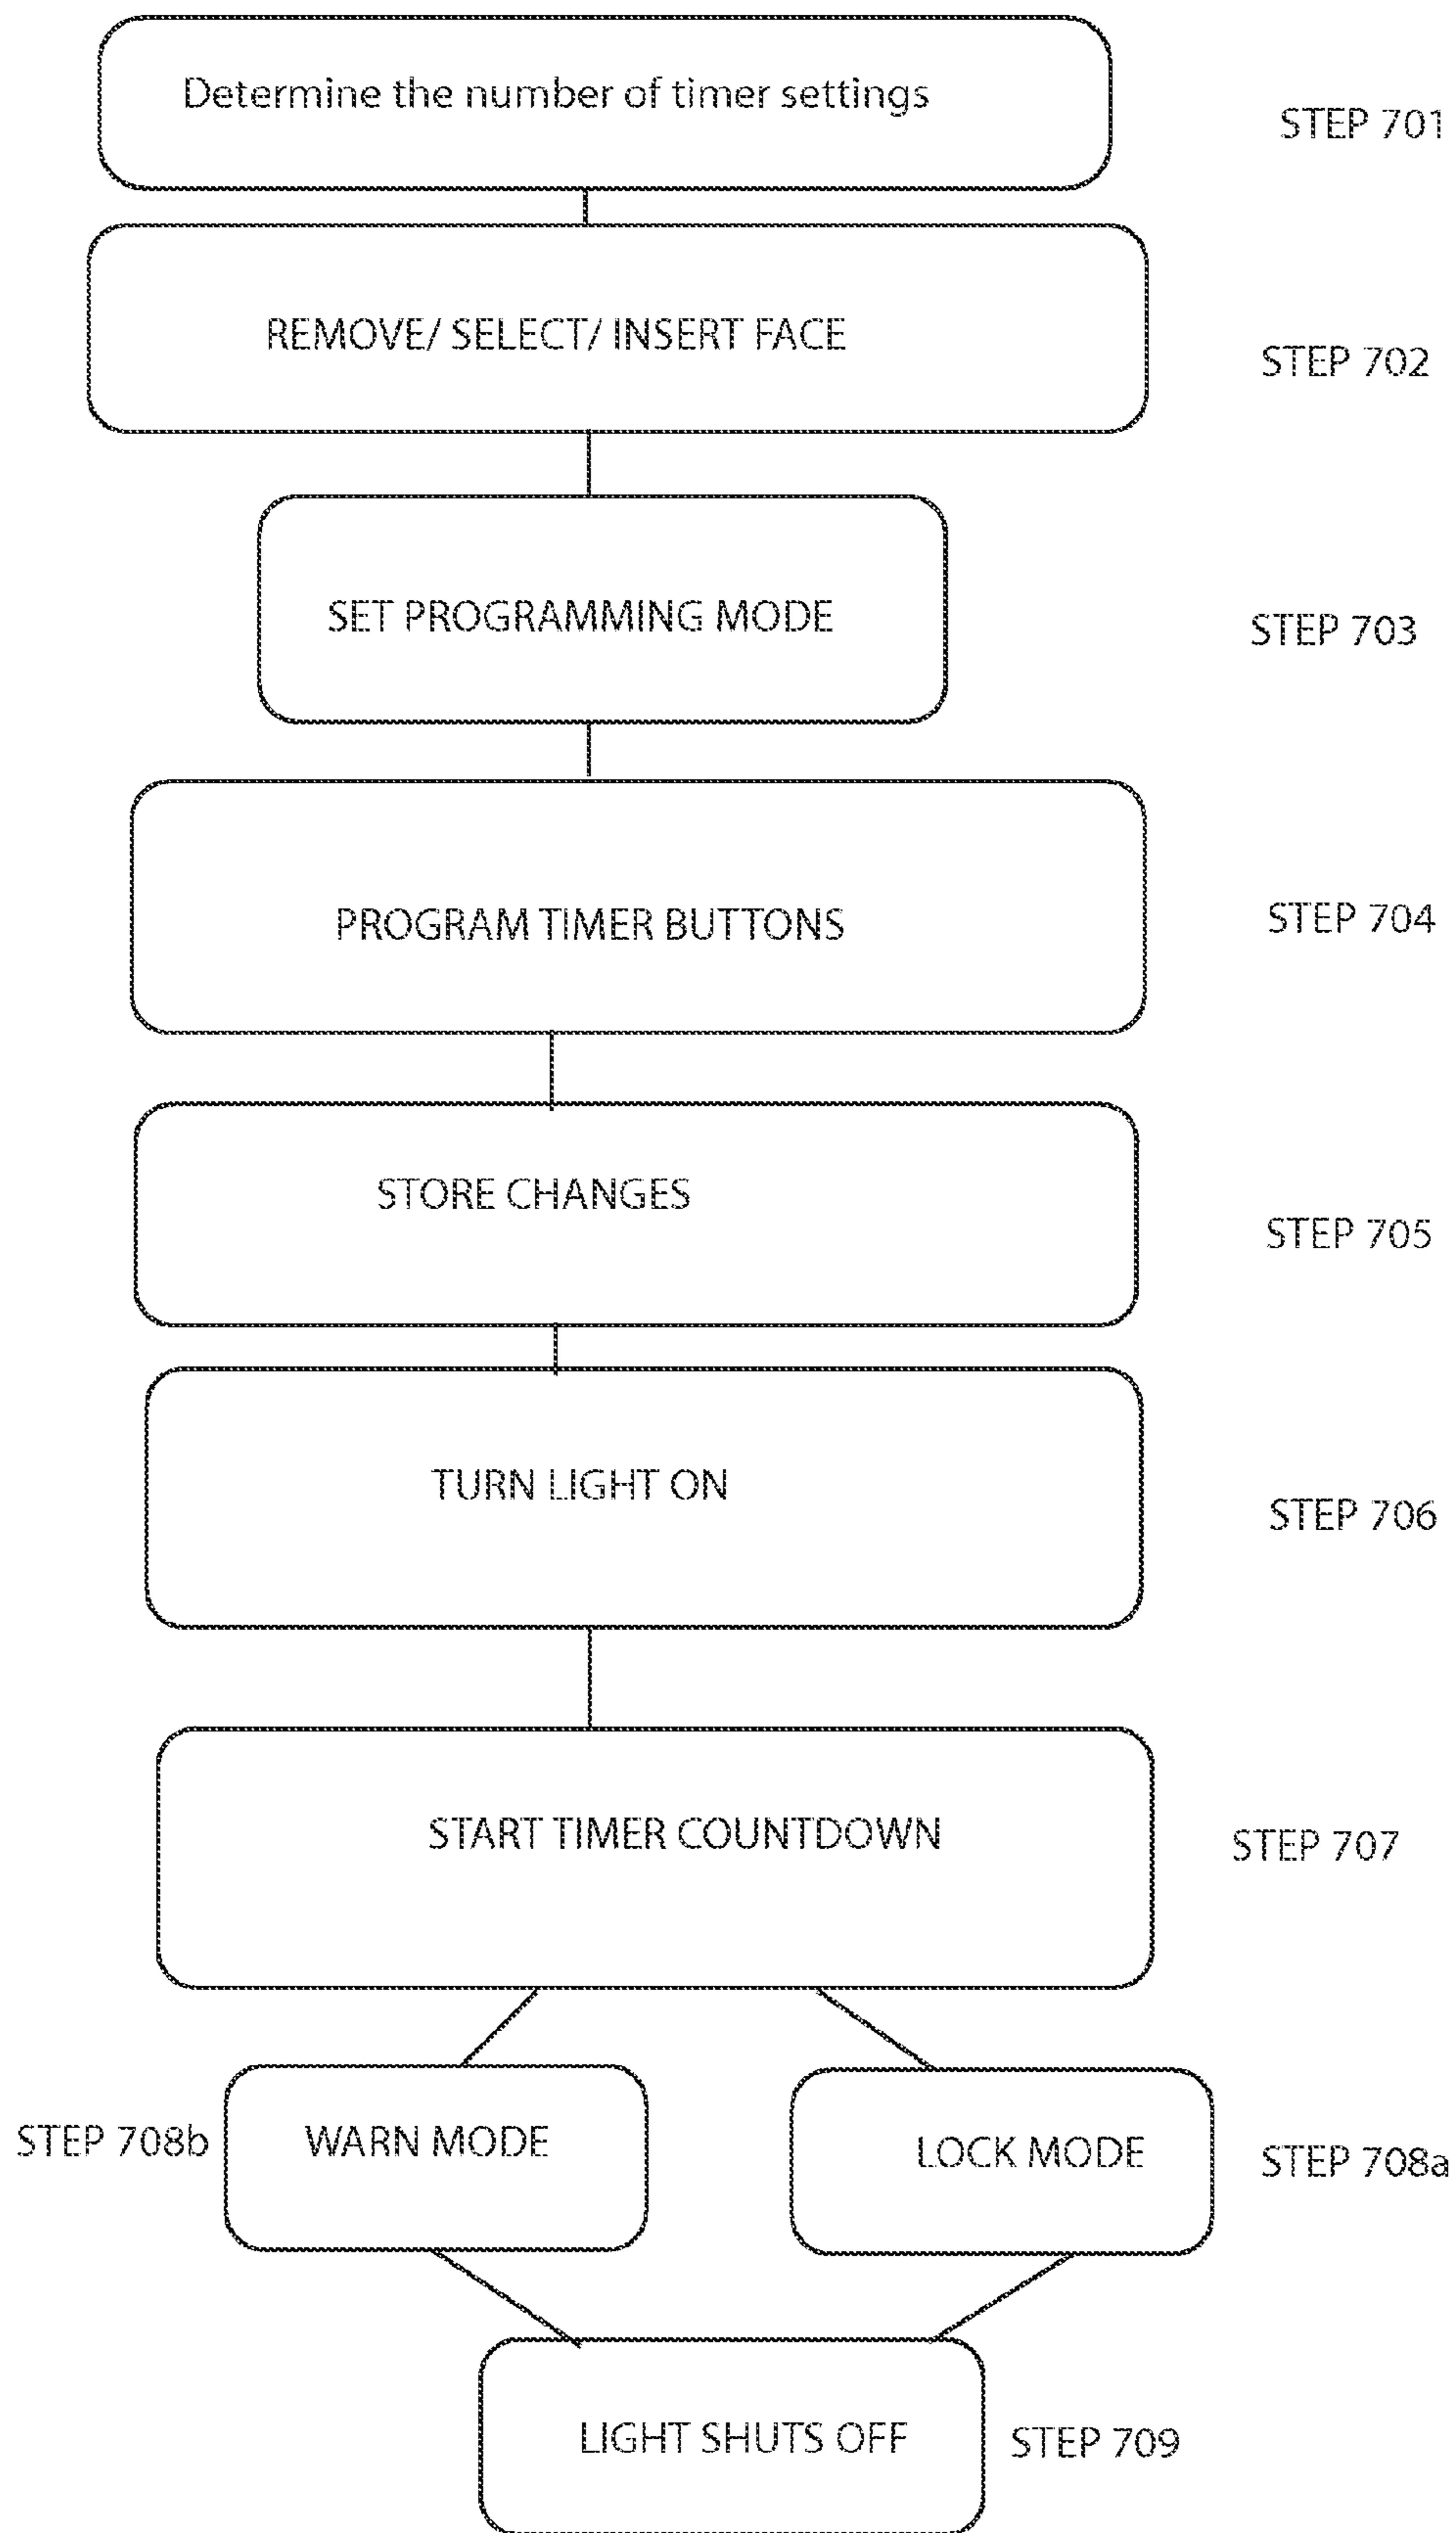 Determine the number of timer settings
STEP 701
REMOVE/ SELECT/ INSERT FACE
STEP 702
SET PROGRAMMING MODE
STEP 703
PROGRAM TIMER BUTTONS
STEP 704
STORE CHANGES
STEP 705
TURN LIGHT ON
STEP 706
START TIMER COUNTDOWN
STEP 707
STEP 708b
WARN MODE
LOCK MODE
STEP 708a
LIGHT SHUTS OFF
STEP 709